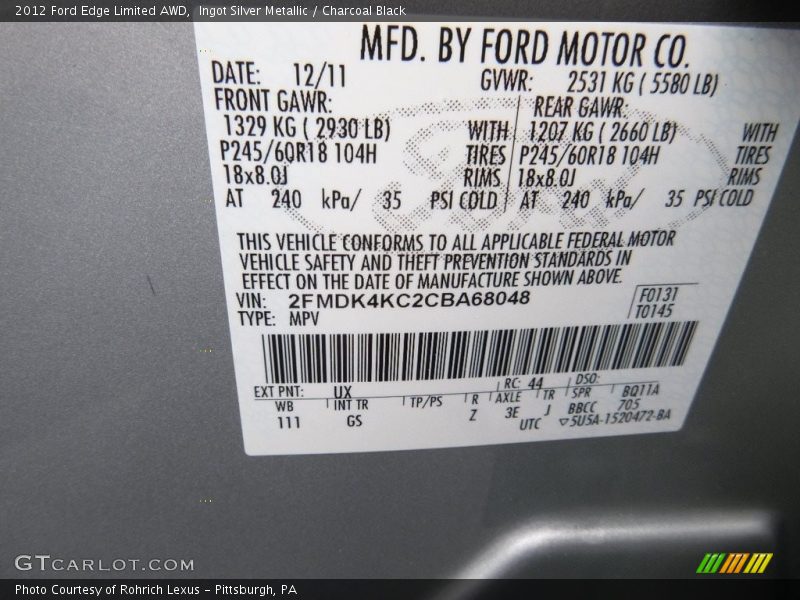 2012 Ford Edge Limited AWD, Ingot Silver Metallic / Charcoal Black
MFD. BY FORD MOTOR CO.
DATE: 12/11 GVWR: 2531 KG ( 5580 LB)
FRONT GAWR: REAR GAWR:
1329 KG ( 2930 LB) WITH 1207 KG ( 2660 LB) WITH
P245/60R18 104H TIRES P245/60R18 104H TIRES
18x8.0J RIMS 18x8.0J RIMS
AT 240 kPa/ 35 PSI COLD AT 240 kPa/ 35 PSI COLD
THIS VEHICLE CONFORMS TO ALL APPLICABLE FEDERAL MOTOR
VEHICLE SAFETY AND THEFT PREVENTION STANDARDS IN
EFFECT ON THE DATE OF MANUFACTURE SHOWN ABOVE.
VIN: 2FMDK4KC2CBA68048 F0131
TYPE: MPV T0145
EXT PNT: UX RC: 44 DSO:
WB INT TR TP/PS R AXLE TR SPR BQ11A
111 GS Z 3E J BBCC 705
UTC ▽5U5A-1520472-BA
GTCARLOT.COM
Photo Courtesy of Rohrich Lexus - Pittsburgh, PA